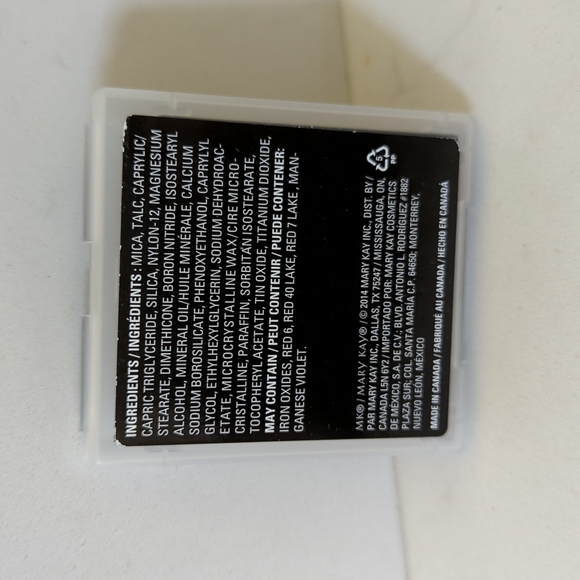 INGREDIENTS / INGRÉDIENTS : MICA, TALC, CAPRYLIC/
CAPRIC TRIGLYCERIDE, SILICA, NYLON-12, MAGNESIUM
STEARATE, DIMETHICONE, BORON NITRIDE, ISOSTEARYL
ALCOHOL, MINERAL OIL/HUILE MINERALE, CALCIUM
SODIUM BOROSILICATE, PHENOXYETHANOL, CAPRYLYL
GLYCOL, ETHYLHEXYLGLYCERIN, SODIUM DEHYDROAC-
ETATE, MICROCRYSTALLINE WAX/CIRE MICRO-
CRISTALLINE, PARAFFIN, SORBITAN ISOSTEARATE,
TOCOPHERYL ACETATE, TIN OXIDE, TITANIUM DIOXIDE,
MAY CONTAIN / PEUT CONTENIR / PUEDE CONTENER:
IRON OXIDES, RED 6, RED 40 LAKE, RED 7 LAKE , MAN-
GANESE VIOLET.
5
PP
MK® / MARY KAY® / © 2014 MARY KAY INC., DIST. BY /
PAR MARY KAY INC., DALLAS, TX 75247 / MISSISSAUGA, ON,
CANADA L5N 6Y2 / IMPORTADO POR: MARY KAY COSMETICS
DE MÉXICO, S.A. DE C.V.; BLVD. ANTONIO L. RODRÍGUEZ #1882
PLAZA SUR; COL. SANTA MARÍA C.P. 64650; MONTERREY,
NUEVO LEÓN, MÉXICO
MADE IN CANADA / FABRIQUÉ AU CANADA / HECHO EN CANADÁ